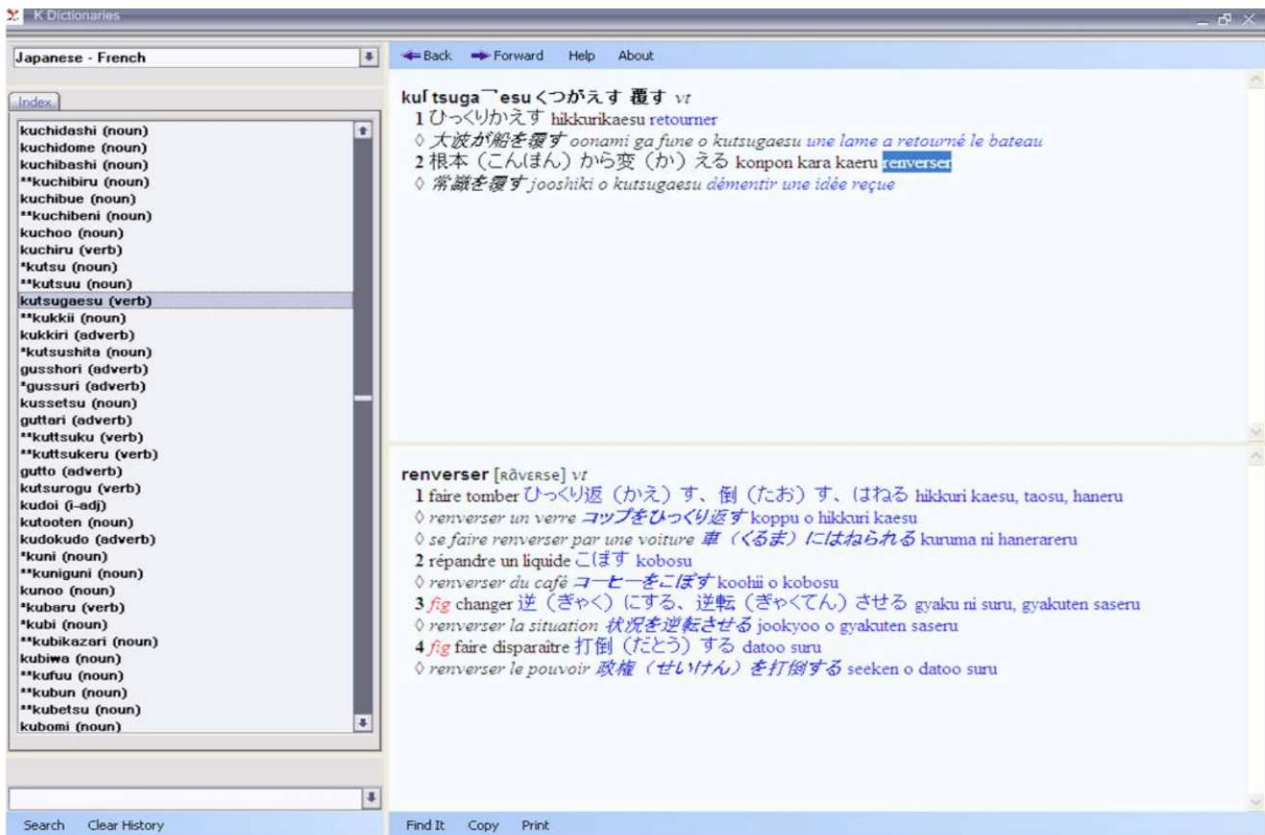 K Dictionaries
Japanese - French
Index
kuchidashi (noun)
kuchidome (noun)
kuchibashi (noun)
**kuchibiru (noun)
kuchibue (noun)
**kuchibeni (noun)
kuchoo (noun)
kuchiru (verb)
*kutsu (noun)
**kutsuu (noun)
kutsugaesu (verb)
**kukkii (noun)
kukkiri (adverb)
*kutsushita (noun)
gusshori (adverb)
*gussuri (adverb)
kussetsu (noun)
guttari (adverb)
**kuttsuku (verb)
**kuttsukeru (verb)
gutto (adverb)
kutsurogu (verb)
kudoi (i-adj)
kutooten (noun)
kudokudo (adverb)
*kuni (noun)
**kuniguni (noun)
kunoo (noun)
*kubaru (verb)
*kubi (noun)
**kubikazari (noun)
kubiwa (noun)
**kufuu (noun)
**kubun (noun)
**kubetsu (noun)
kubomi (noun)
Search Clear History
Back Forward Help About
ku⌈tsuga⌉esu くつがえす 覆す vt
1 ひっくりかえす hikkurikaesu retourner
◊ 大波が船を覆す oonami ga fune o kutsugaesu une lame a retourné le bateau
2 根本（こんぽん）から変（か）える konpon kara kaeru renverser
◊ 常識を覆す jooshiki o kutsugaesu démentir une idée reçue
renverser [ʀɑ̃vɛʀse] vt
1 faire tomber ひっくり返（かえ）す、倒（たお）す、はねる hikkuri kaesu, taosu, haneru
◊ renverser un verre コップをひっくり返す koppu o hikkuri kaesu
◊ se faire renverser par une voiture 車（くるま）にはねられる kuruma ni hanerareru
2 répandre un liquide こぼす kobosu
◊ renverser du café コーヒーをこぼす koohii o kobosu
3 fig changer 逆（ぎゃく）にする、逆転（ぎゃくてん）させる gyaku ni suru, gyakuten saseru
◊ renverser la situation 状況を逆転させる jookyoo o gyakuten saseru
4 fig faire disparaître 打倒（だとう）する datoo suru
◊ renverser le pouvoir 政権（せいけん）を打倒する seeken o datoo suru
Find It Copy Print